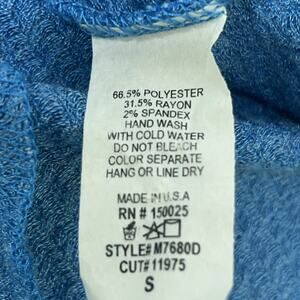 66.5% POLYESTER
31.5% RAYON
2% SPANDEX
HAND WASH
WITH COLD WATER
DO NOT BLEACH
COLOR SEPARATE
HANG OR LINE DRY
MADE IN U.S.A
RN # 150025
STYLE# M7680D
CUT# 11975
S